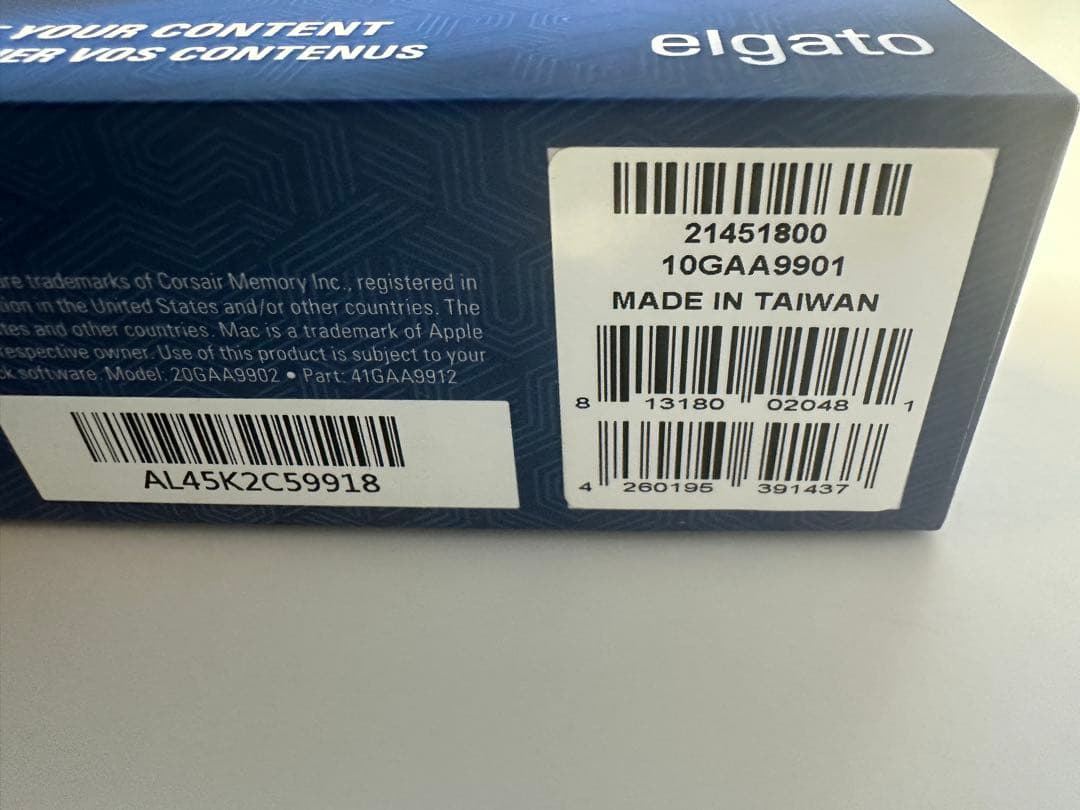 YOUR CONTENT
VOS CONTENUS
elgato
trademarks of Corsair Memory Inc., registered in
in the United States and/or other countries. The
and other countries. Mac is a trademark of Apple
respective owner. Use of this product is subject to your
software. Model: 20GAA9902 • Part: 41GAA9912
AL45K2C59918
21451800
10GAA9901
MADE IN TAIWAN
8 13180 02048 1
4 260195 391437